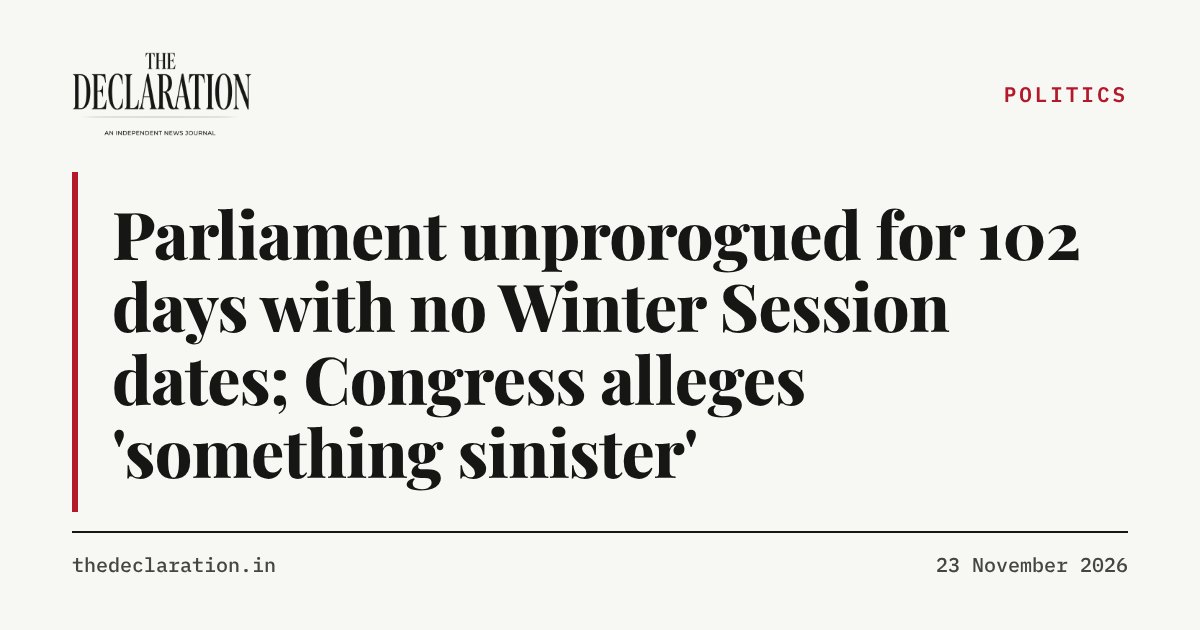 THE
DECLARATION
AN INDEPENDENT NEWS JOURNAL
POLITICS
Parliament unprorogued for 102
days with no Winter Session
dates; Congress alleges
'something sinister'
thedeclaration.in
23 November 2026